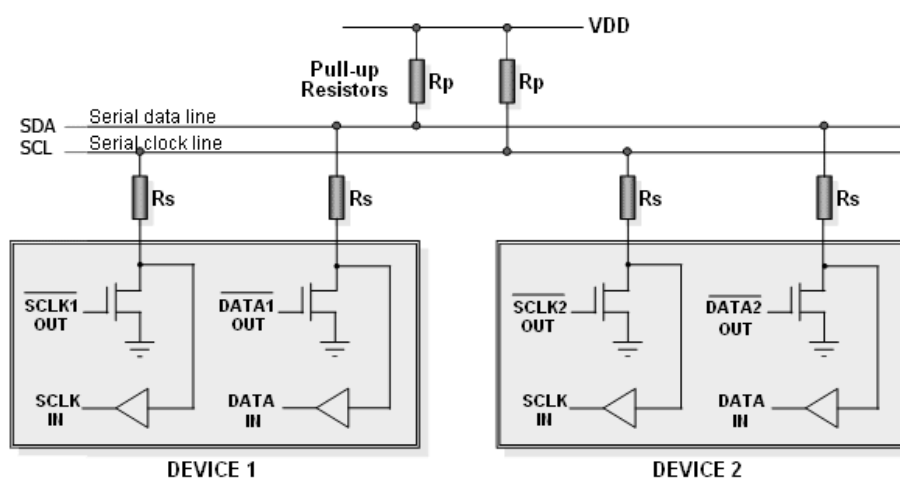 VDD
Pull-up
Resistors
Rp
Rp
SDA
Serial data line
SCL
Serial clock line
Rs
Rs
Rs
Rs
SCLK1
OUT
DATA1
OUT
SCLK2
OUT
DATA2
OUT
SCLK
IN
DATA
IN
SCLK
IN
DATA
IN
DEVICE 1
DEVICE 2